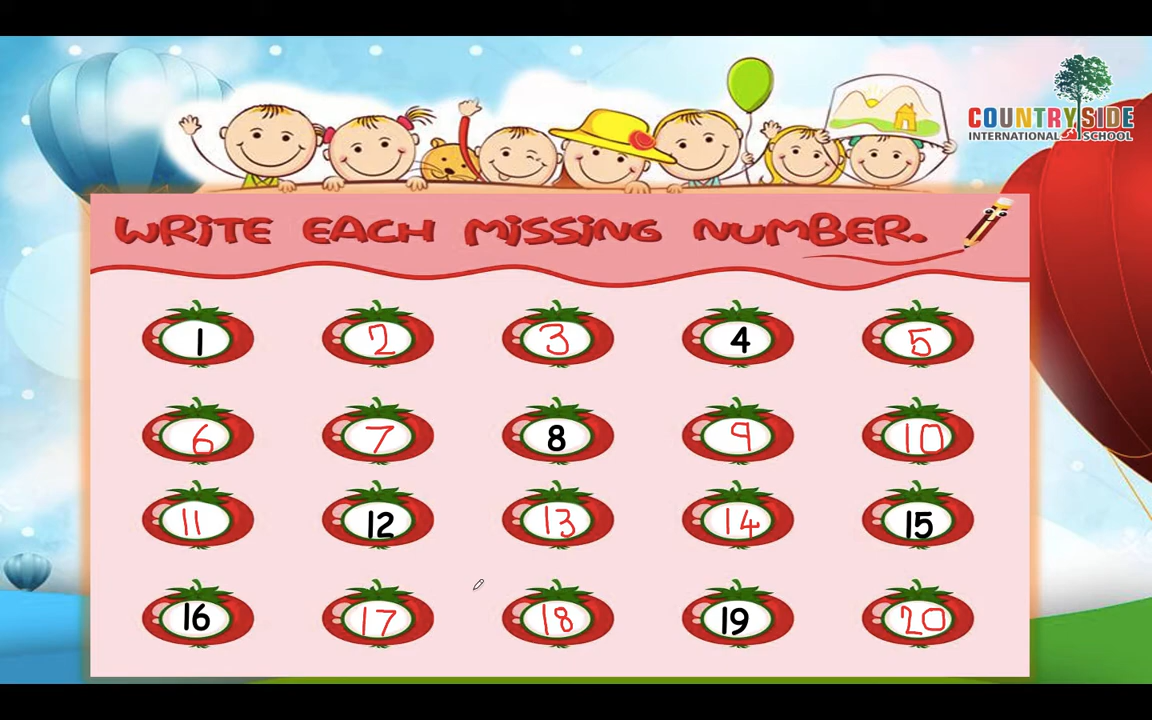 COUNTRYSIDE
INTERNATIONAL SCHOOL
WRITE EACH MISSING NUMBER.
1 2 3 4 5
6 7 8 9 10
11 12 13 14 15
16 17 18 19 20